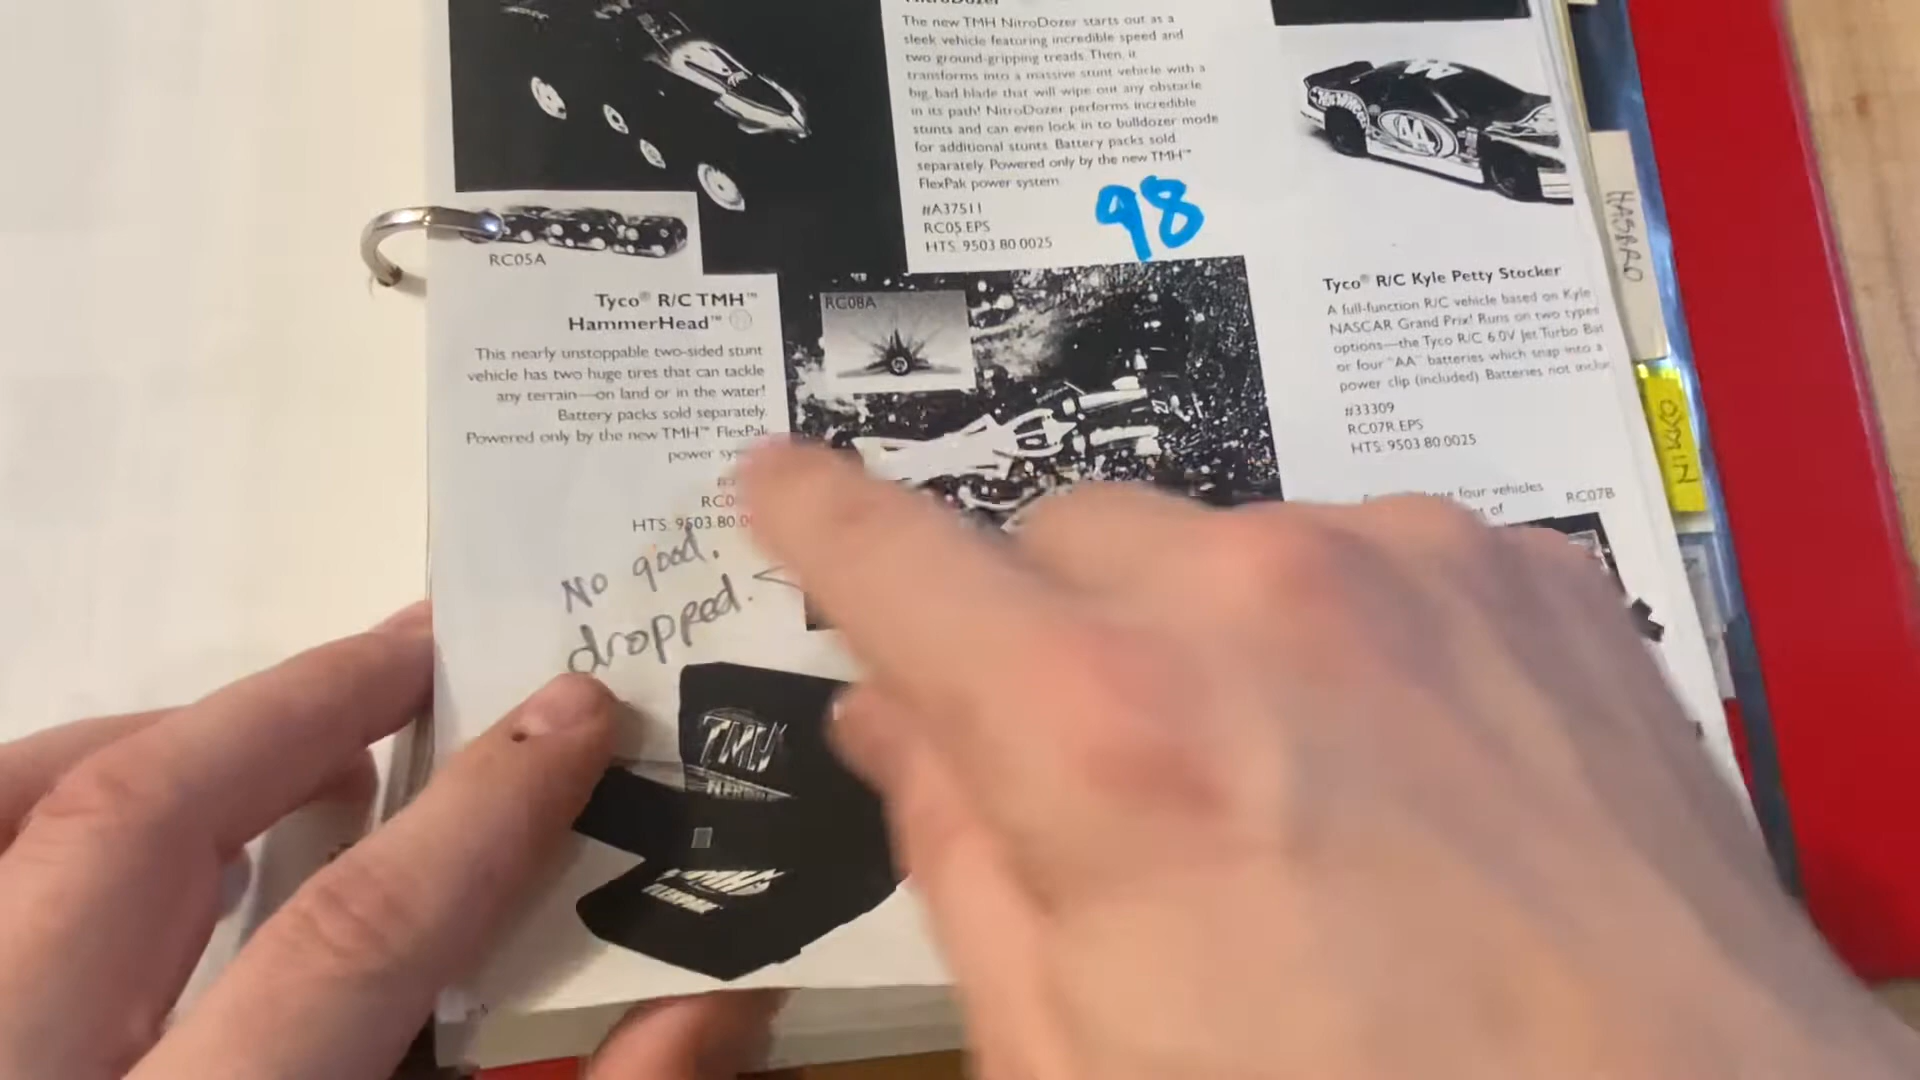 The new TMH NitroDozer starts out as a
sleek vehicle featuring incredible speed and
two ground-gripping treads. Then, it
transforms into a massive stunt vehicle with a
big, bad blade that will wipe out any obstacle
in its path! NitroDozer performs incredible
stunts and can even lock in to bulldozer mode
for additional stunts. Battery packs sold
separately. Powered only by the new TMH™
FlexPak power system.
#A37511
RC05.EPS
HTS: 9503.80.0025
98
RC05A
Tyco® R/C TMH™
HammerHead™
This nearly unstoppable two-sided stunt
vehicle has two huge tires that can tackle
any terrain—on land or in the water!
Battery packs sold separately.
Powered only by the new TMH™ FlexPak
power
HTS: 9503.80
No good.
dropped.
RC08A
TMH
Tyco® R/C Kyle Petty Stocker
A full-function R/C vehicle based on Kyle
NASCAR Grand Prix! Runs on two types
options—the Tyco R/C 6.0V Jet Turbo Bat
or four "AA" batteries which snap into a
power clip (included). Batteries not
#33309
RC07R.EPS
HTS: 9503.80.0025
four vehicles
of
RC07B
HASBRO
NIKKO